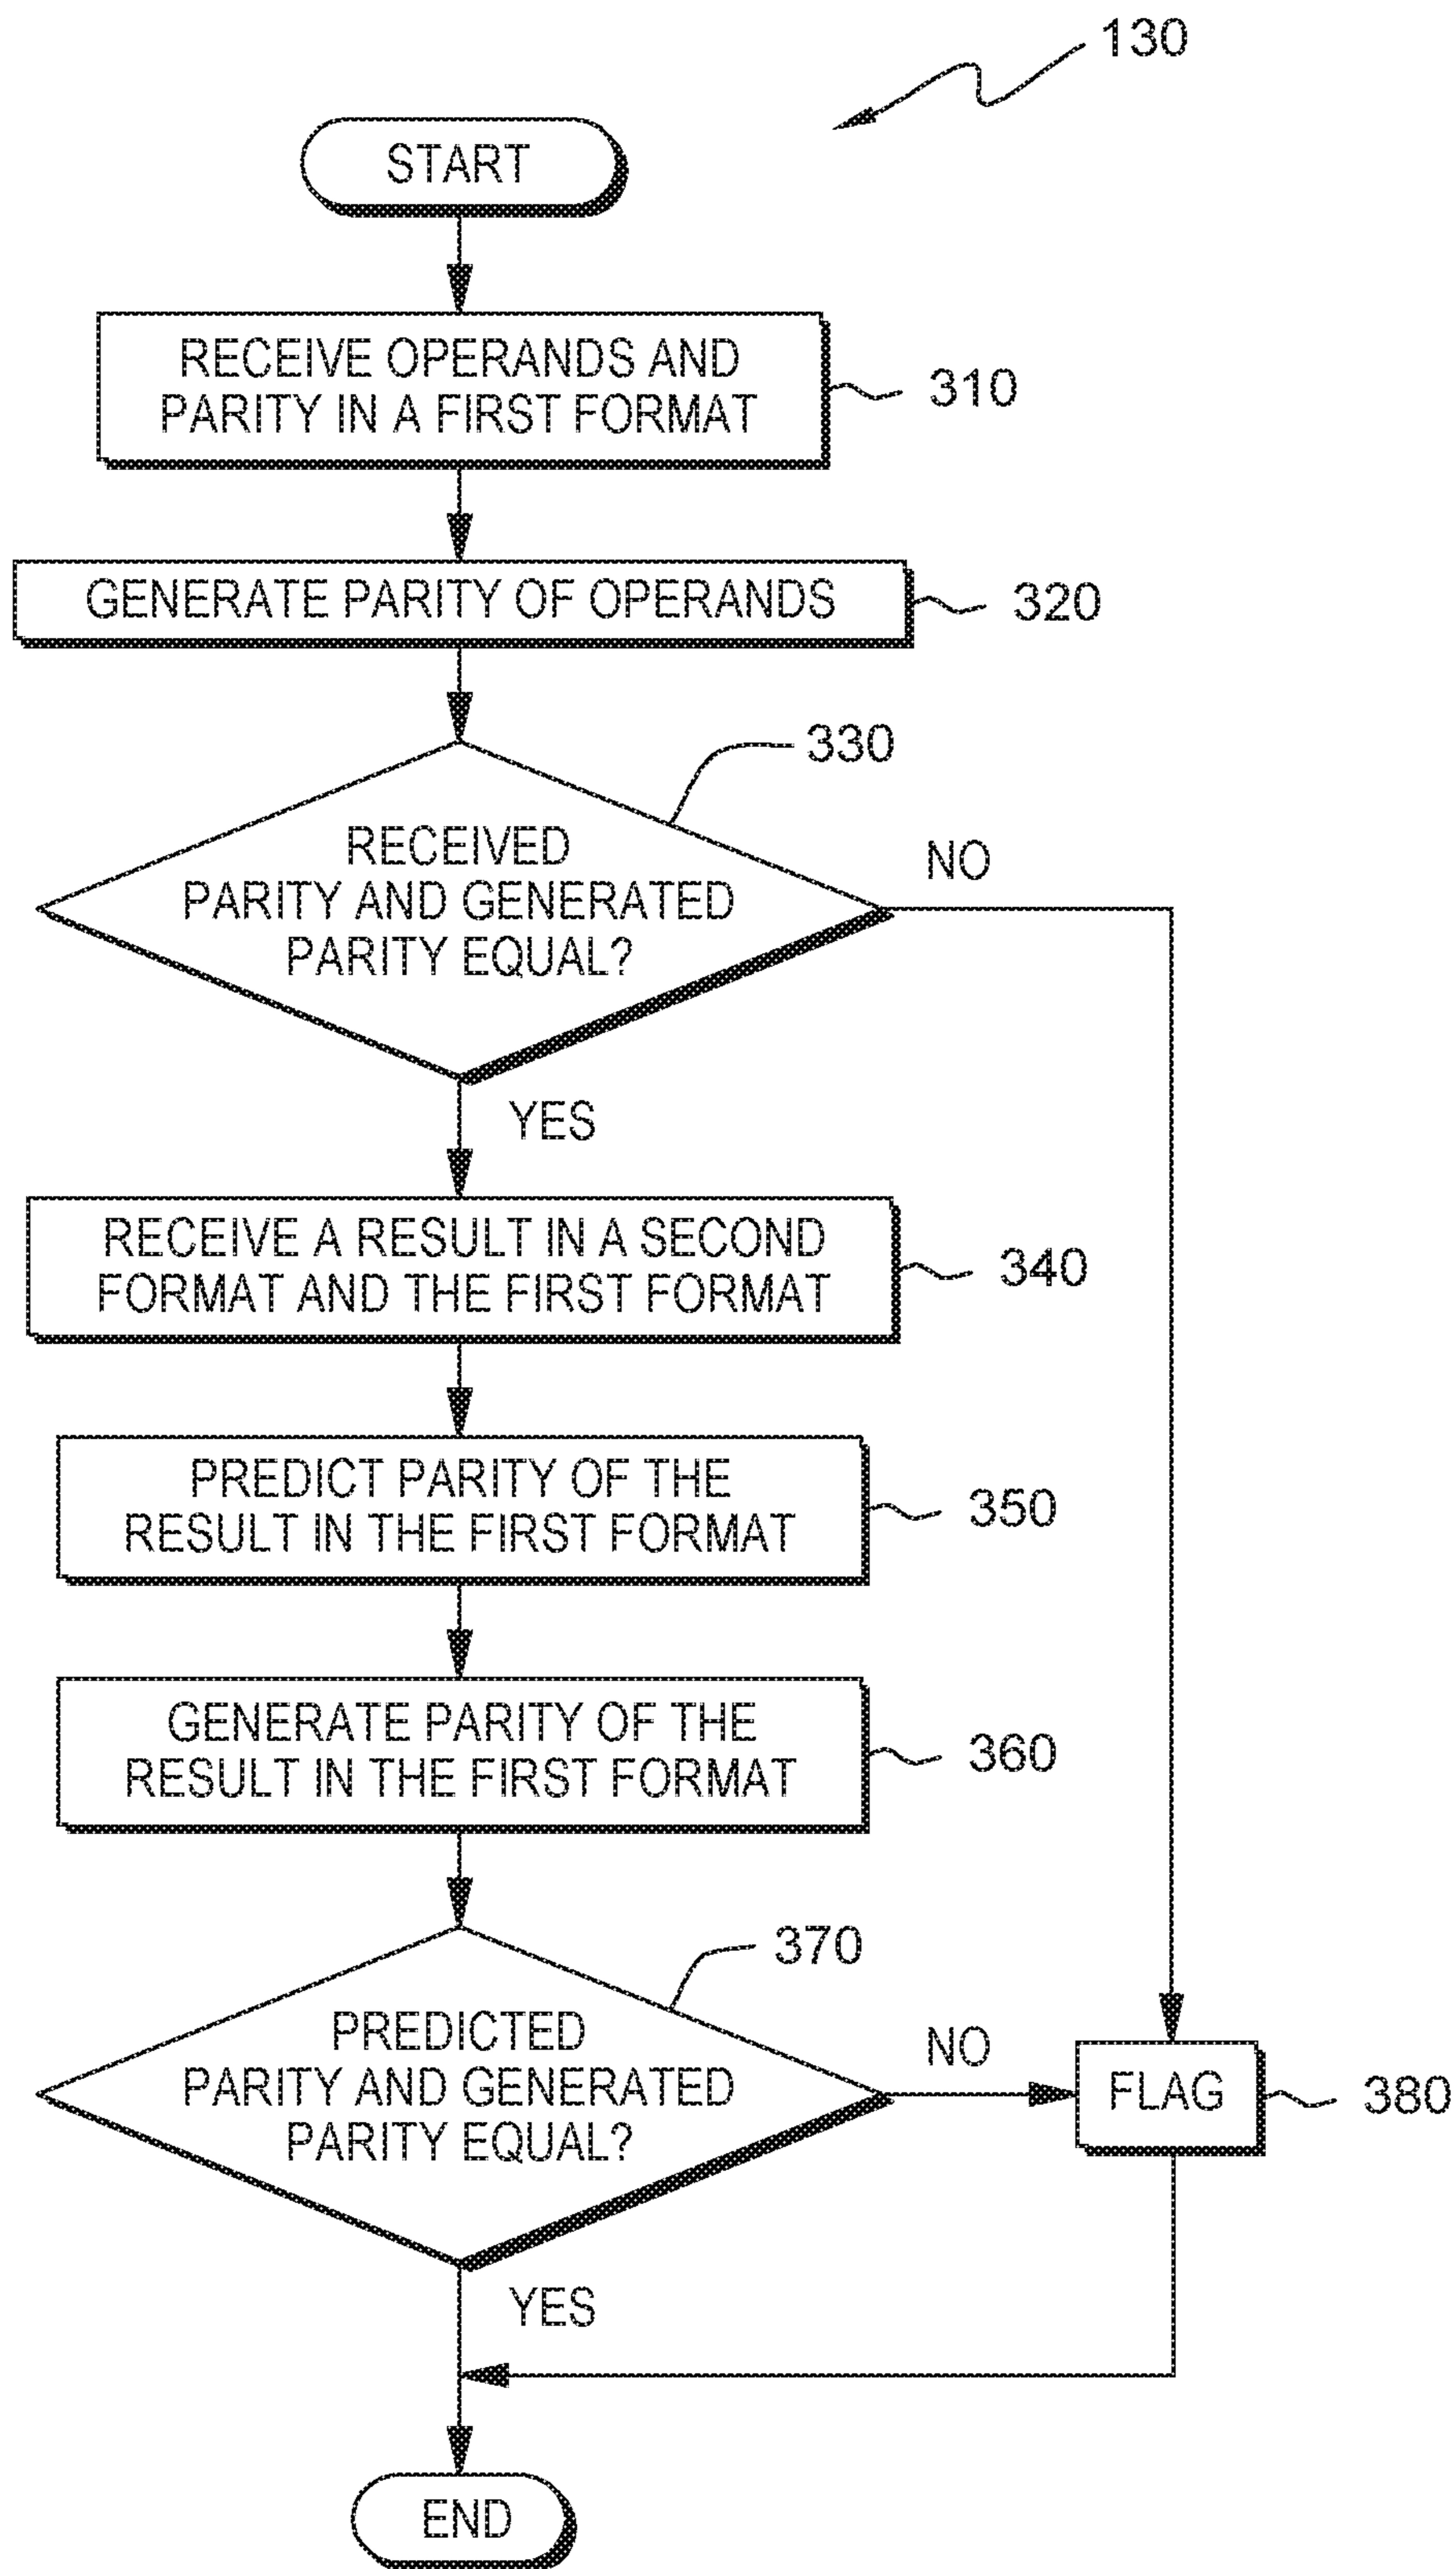 130
START
RECEIVE OPERANDS AND
PARITY IN A FIRST FORMAT
310
GENERATE PARITY OF OPERANDS
320
330
RECEIVED
PARITY AND GENERATED
PARITY EQUAL?
NO
YES
RECEIVE A RESULT IN A SECOND
FORMAT AND THE FIRST FORMAT
340
PREDICT PARITY OF THE
RESULT IN THE FIRST FORMAT
350
GENERATE PARITY OF THE
RESULT IN THE FIRST FORMAT
360
370
PREDICTED
PARITY AND GENERATED
PARITY EQUAL?
NO
FLAG
380
YES
END